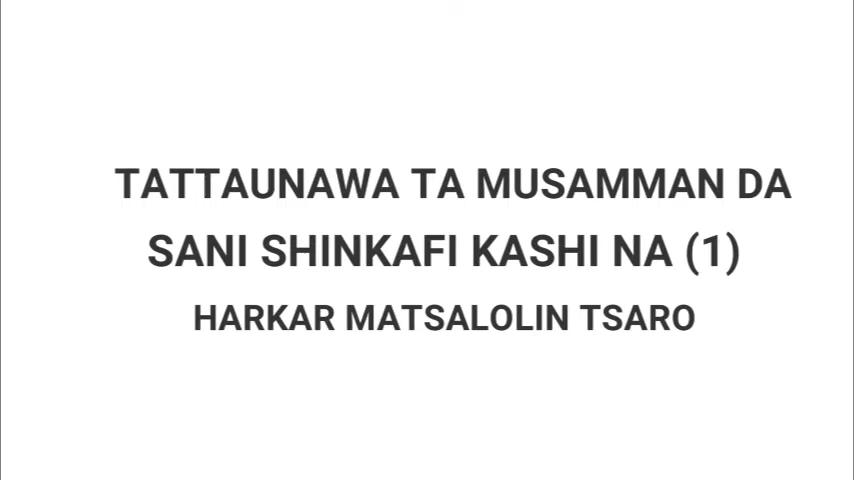 TATTAUNAWA TA MUSAMMAN DA
SANI SHINKAFI KASHI NA (1)
HARKAR MATSALOLIN TSARO